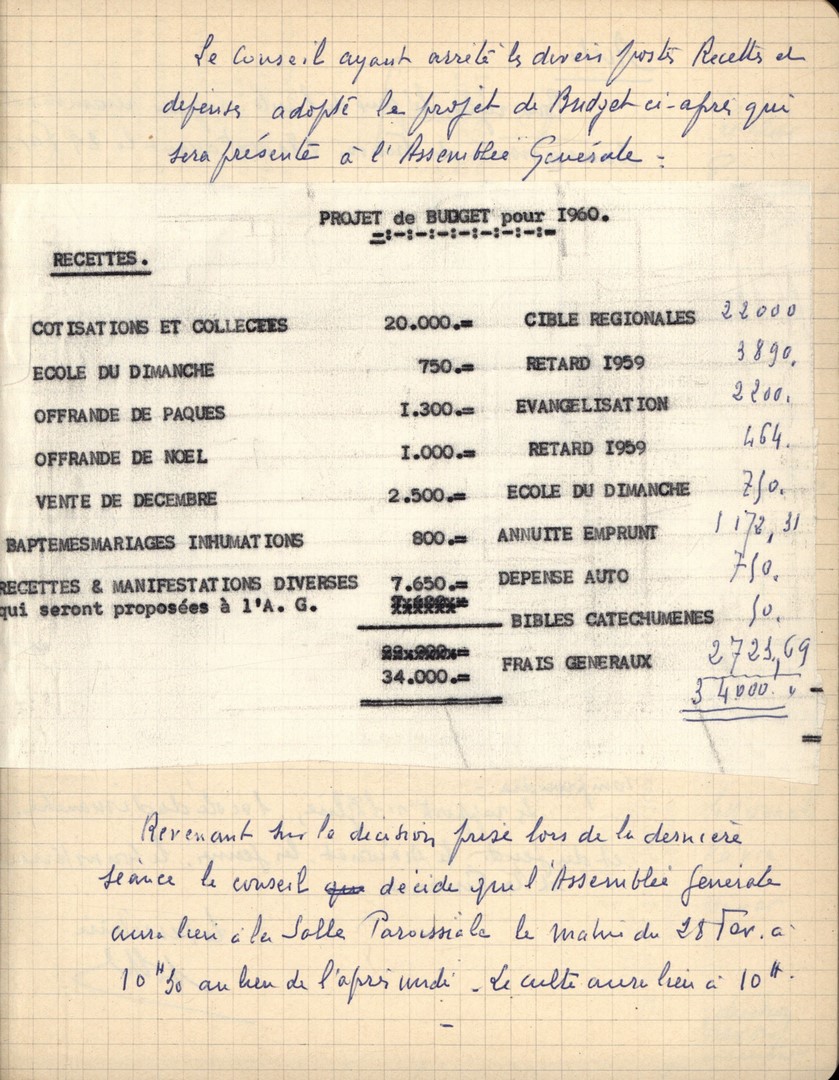 Le Conseil ayant arrêté les divers postes Recettes et
dépenses adopté le projet de Budget ci-après qui
sera présenté à l'Assemblée Générale -
PROJET de BUDGET pour I960.
RECETTES.
COTISATIONS ET COLLECTES 20.000.= CIBLE REGIONALES 22000
ECOLE DU DIMANCHE 750.= RETARD I959 3890.
OFFRANDE DE PAQUES I.300.= EVANGELISATION 2200.
OFFRANDE DE NOEL I.000.= RETARD I959 464.
VENTE DE DECEMBRE 2.500.= ECOLE DU DIMANCHE 750.
BAPTEMESMARIAGES INHUMATIONS 800.= ANNUITE EMPRUNT 1172,31
RECETTES & MANIFESTATIONS DIVERSES 7.650.= DEPENSE AUTO 750.
qui seront proposées à l'A. G. BIBLES CATECHUMENES 50.
FRAIS GENERAUX 2723,69
34.000.= 34000.
Revenant sur la décision prise lors de la dernière
séance le conseil que décide que l'Assemblée Générale
aura lieu à la Salle Paroissiale le matin du 28 Fev. à
10H30 au lieu de l'après midi - Le culte aura lieu à 10H.